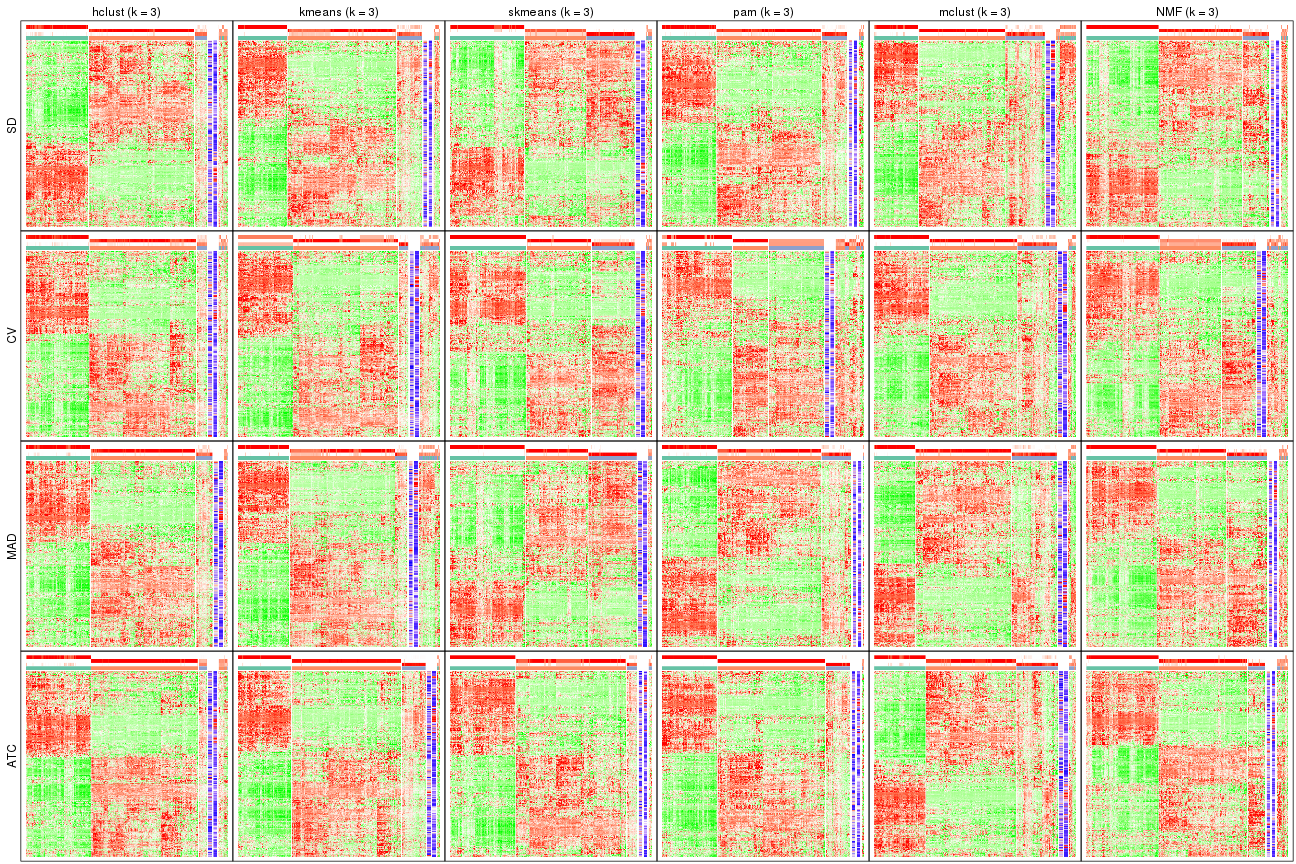 hclust (k = 3) kmeans (k = 3) skmeans (k = 3) pam (k = 3) mclust (k = 3) NMF (k = 3)
SD
CV
MAD
ATC